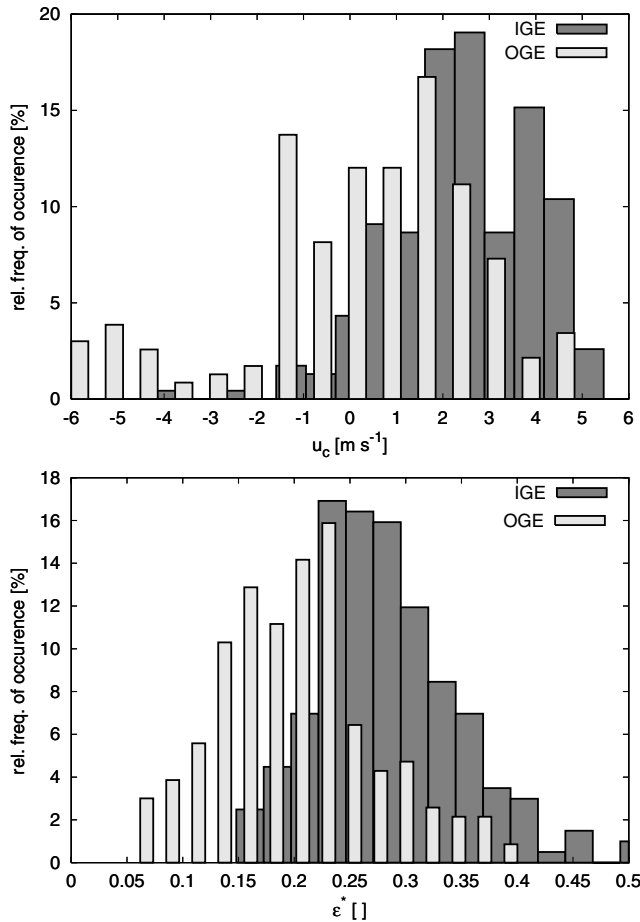 20
15
10
5
0
rel. freq. of occurence [%]
IGE
OGE
-6 -5 -4 -3 -2 -1 0 1 2 3 4 5 6
u_c [m s⁻¹]
18
16
14
12
10
8
6
4
2
0
rel. freq. of occurence [%]
IGE
OGE
0 0.05 0.1 0.15 0.2 0.25 0.3 0.35 0.4 0.45 0.5
ε* [ ]